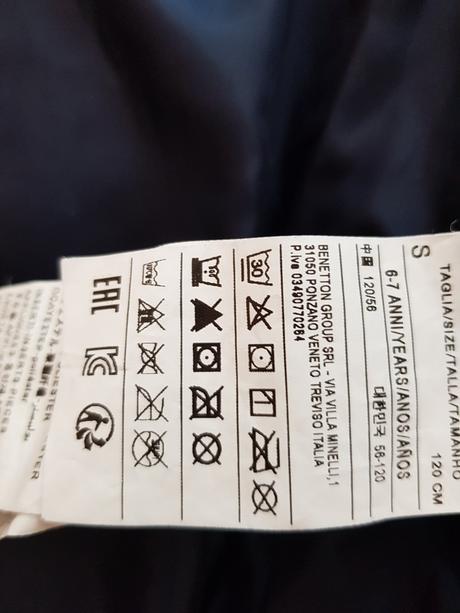 TAGLIA/SIZE/TALLA/TAMANHO
S 120 CM
6-7 ANNI/YEARS/ANOS/AÑOS
中国 120/56 대한민국 56-120
BENETTON GROUP SRL - VIA VILLA MINELLI,1
31050 PONZANO VENETO TREVISO ITALIA
P.iva 03490770264
30
EAC